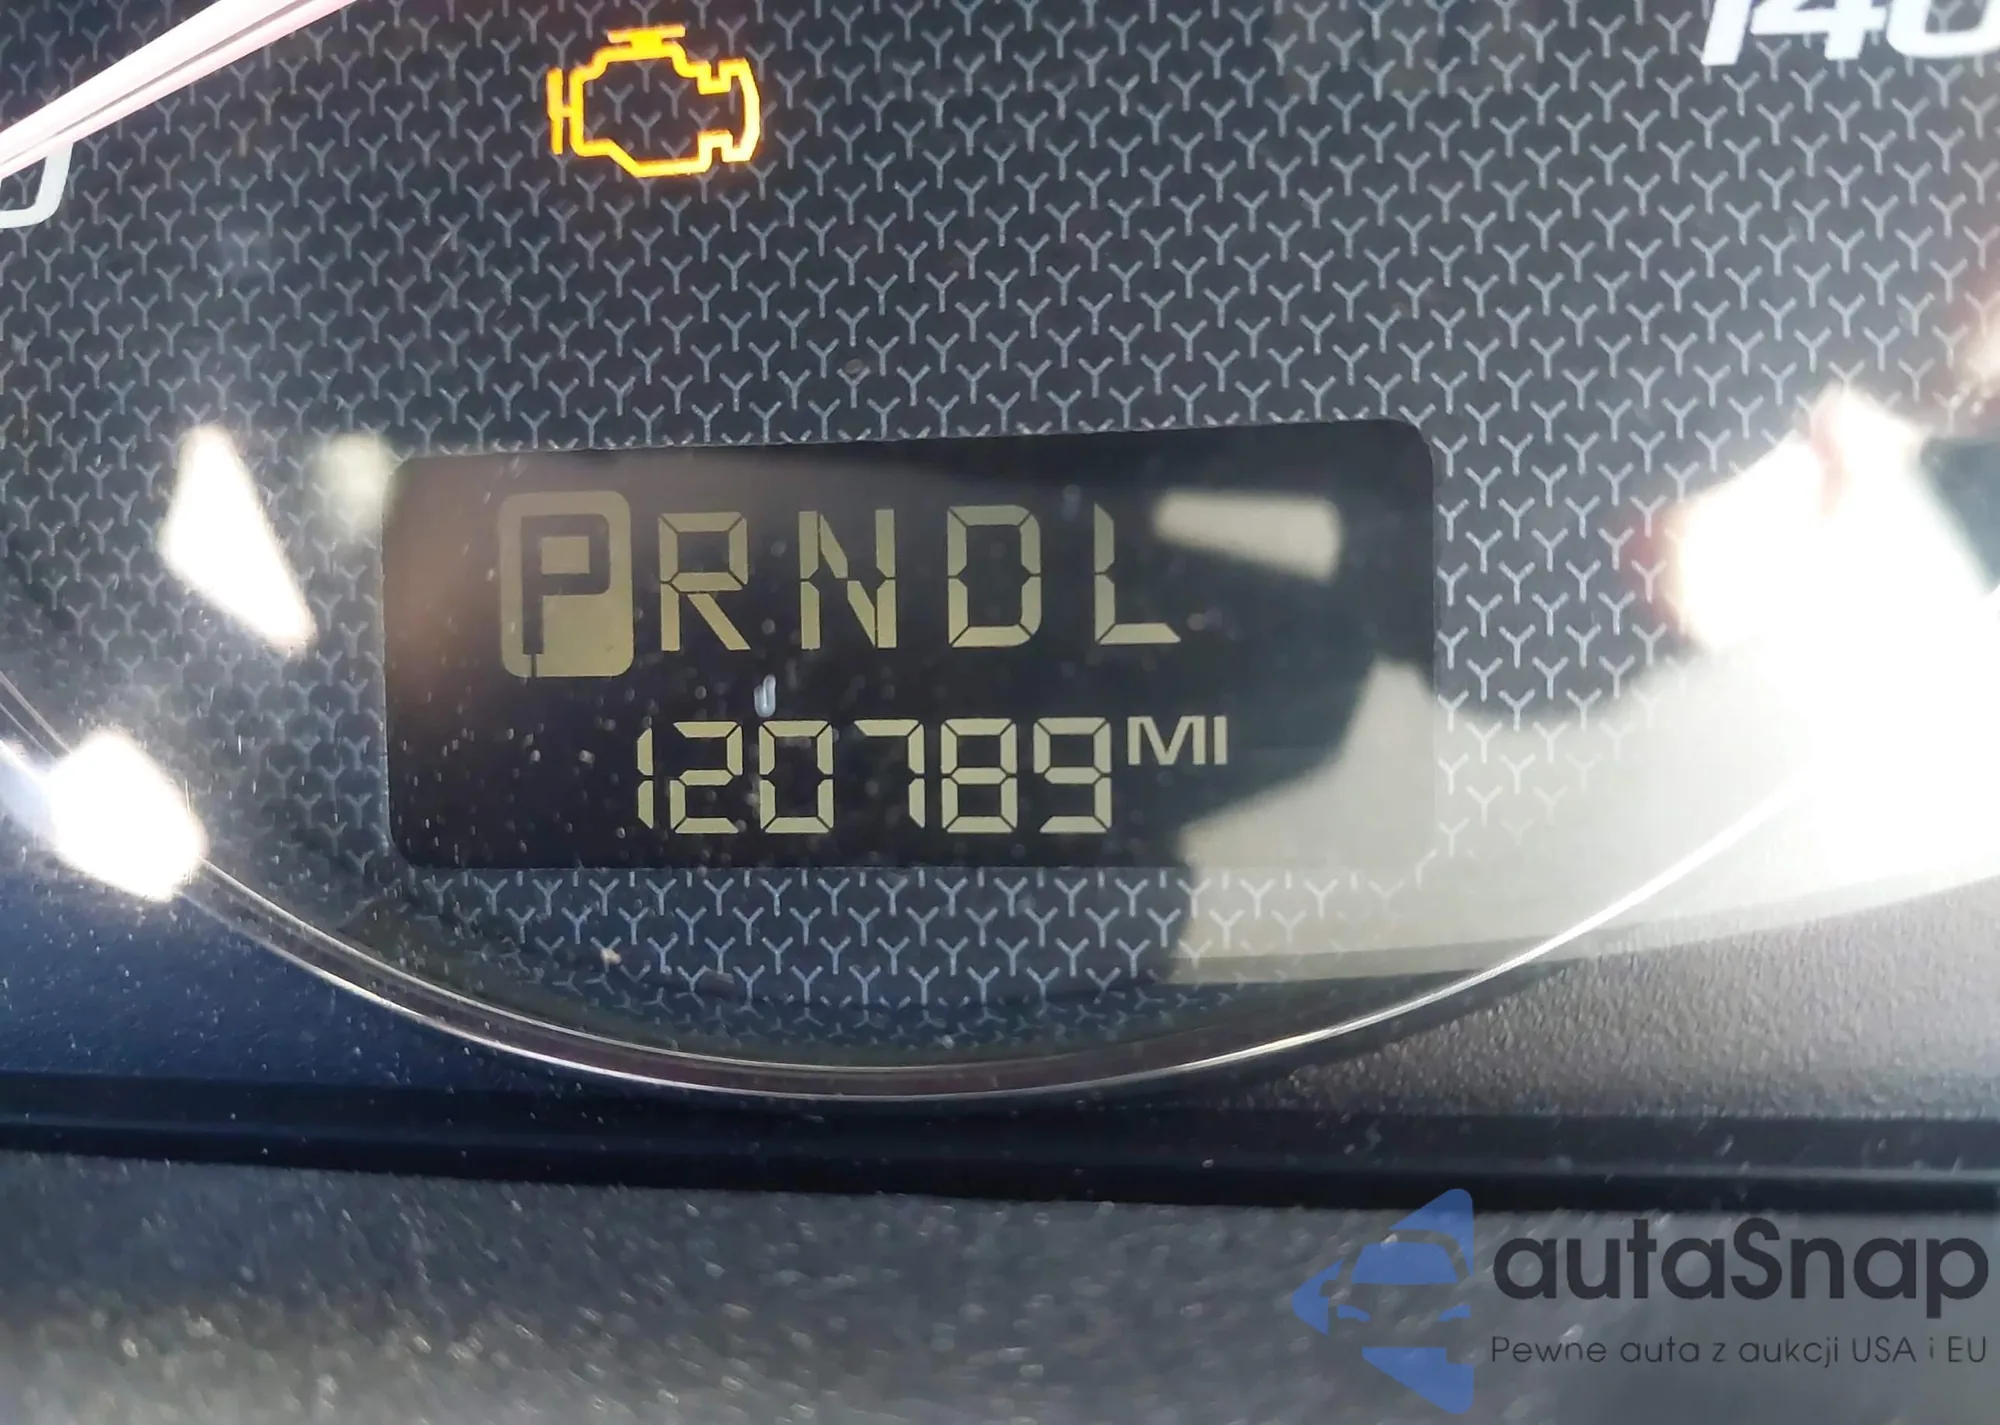 140
PRNDL
120789 MI
autaSnap
Pewne auta z aukcji USA i EU